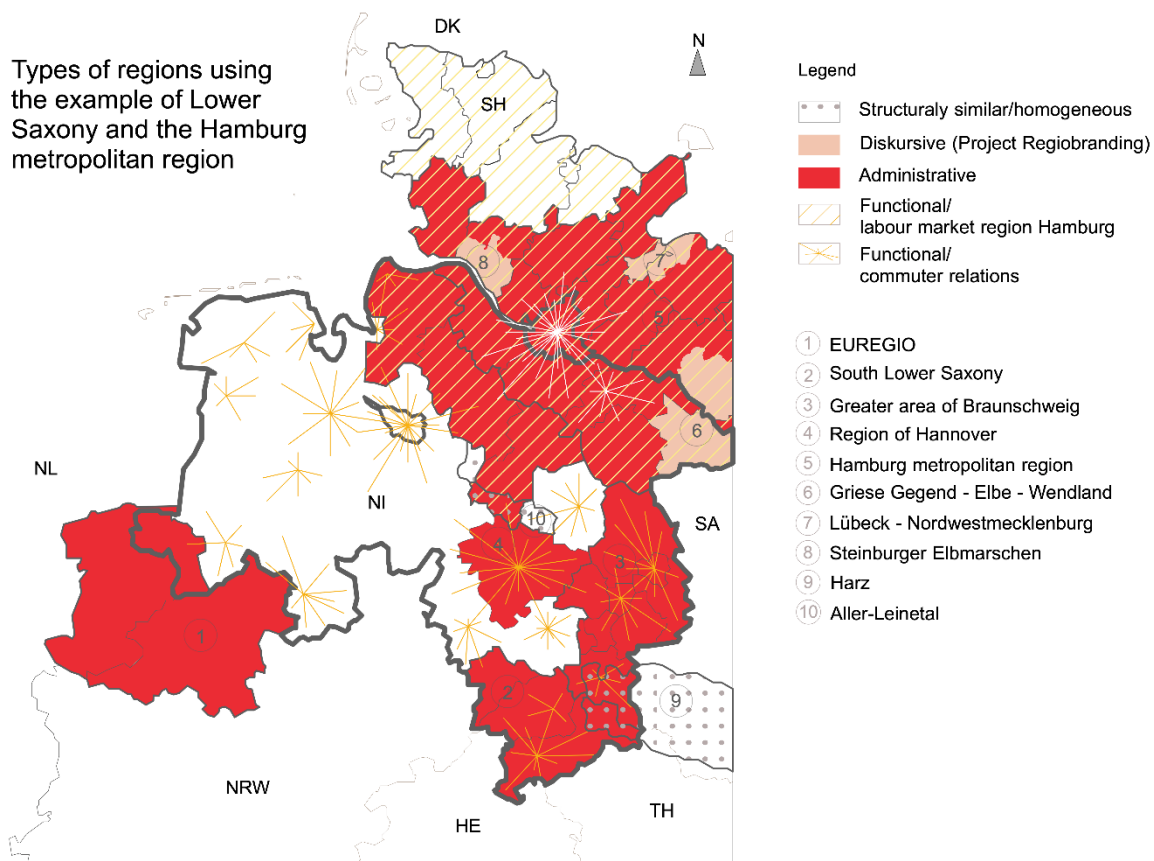 Types of regions using
the example of Lower
Saxony and the Hamburg
metropolitan region
DK
N
SH
8
7
5
6
NL
NI
SA
10
4
3
1
2
9
NRW
HE
TH
Legend
Structuraly similar/homogeneous
Diskursive (Project Regiobranding)
Administrative
Functional/
labour market region Hamburg
Functional/
commuter relations
1 EUREGIO
2 South Lower Saxony
3 Greater area of Braunschweig
4 Region of Hannover
5 Hamburg metropolitan region
6 Griese Gegend - Elbe - Wendland
7 Lübeck - Nordwestmecklenburg
8 Steinburger Elbmarschen
9 Harz
10 Aller-Leinetal